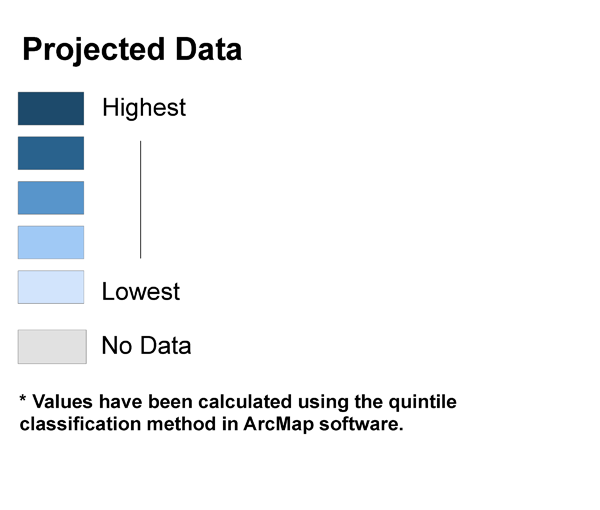 Projected Data
Highest
Lowest
No Data
* Values have been calculated using the quintile
classification method in ArcMap software.